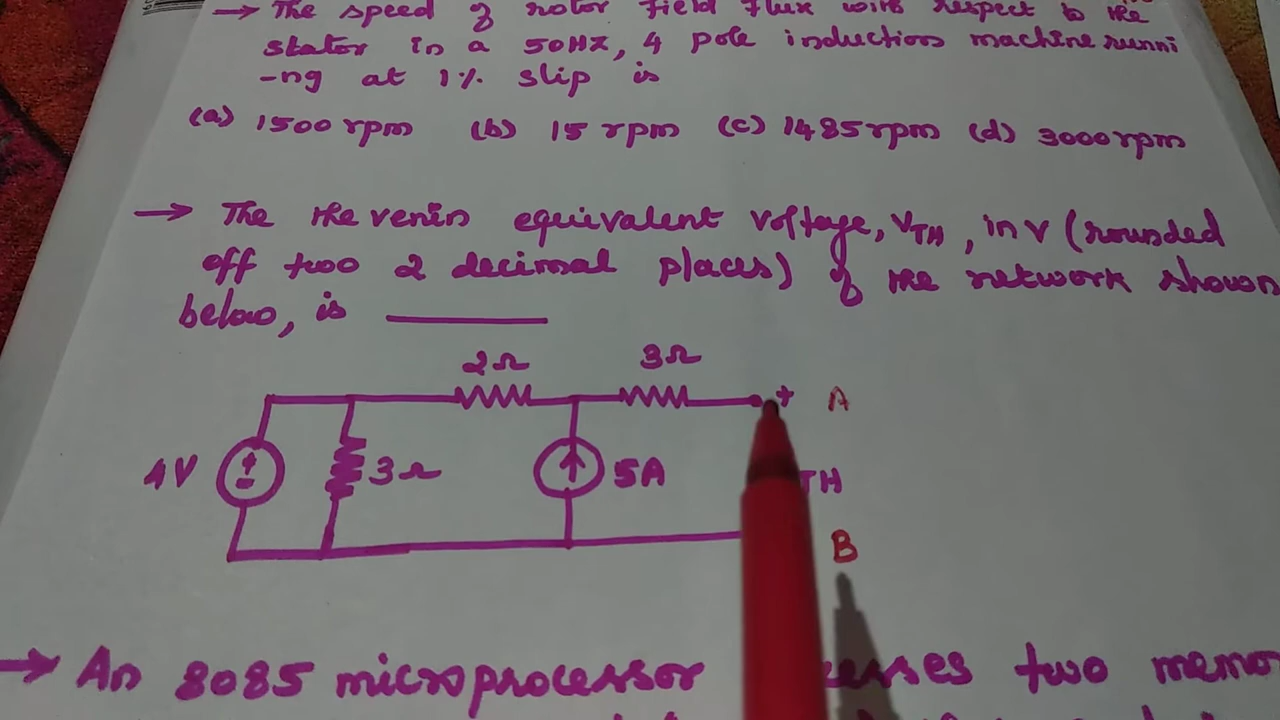 → The speed of rotor field flux with respect to the
stator in a 50Hz, 4 pole induction machine runni
-ng at 1% slip is
(a) 1500 rpm (b) 15 rpm (c) 1485 rpm (d) 3000 rpm
→ The thevenin equivalent voltage, VTH, in V (rounded
off two 2 decimal places) of the network shown
below, is
2Ω 3Ω
+ A
4V + - 3Ω 5A TH
B
→ An 8085 microprocessor two